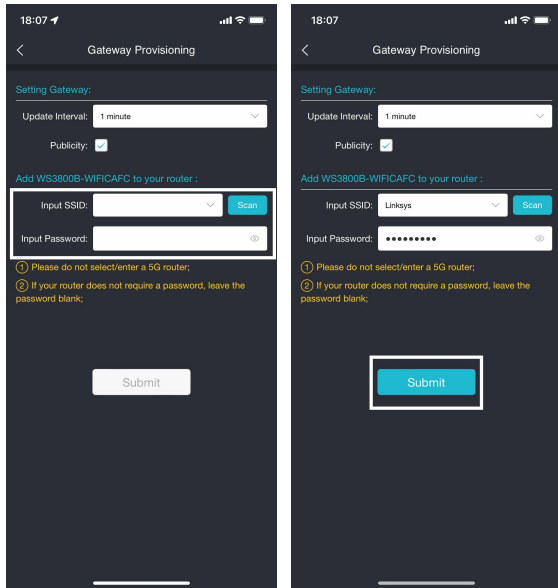 18:07
Gateway Provisioning
Setting Gateway:
Update Interval: 1 minute
Publicity:
Add WS3800B-WIFICAFC to your router :
Input SSID: Scan
Input Password:
① Please do not select/enter a 5G router;
② If your router does not require a password, leave the
password blank;
Submit
18:07
Gateway Provisioning
Setting Gateway:
Update Interval: 1 minute
Publicity:
Add WS3800B-WIFICAFC to your router :
Input SSID: Linksys Scan
Input Password: •••••••••
① Please do not select/enter a 5G router;
② If your router does not require a password, leave the
password blank;
Submit